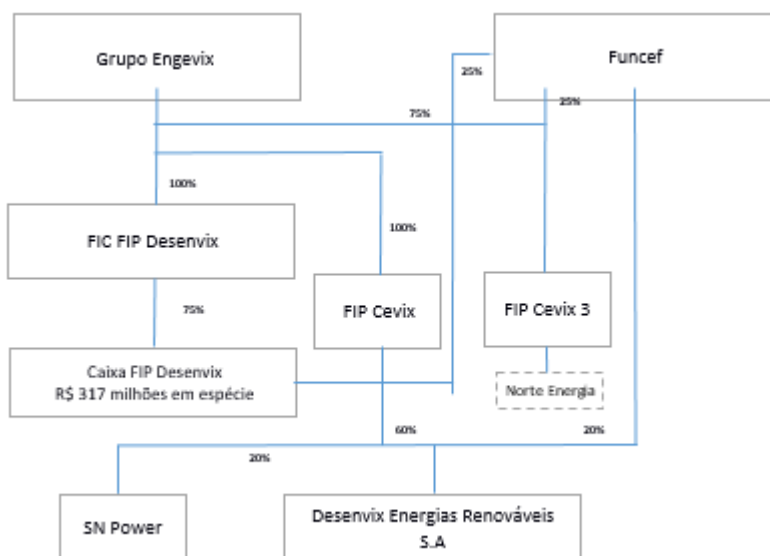 Grupo Engevix
Funcef
25%
25%
75%
100%
FIC FIP Desenvix
100%
75%
FIP Cevix
FIP Cevix 3
Caixa FIP Desenvix
R$ 317 milhões em espécie
Norte Energia
60%
20%
20%
SN Power
Desenvix Energias Renováveis
S.A